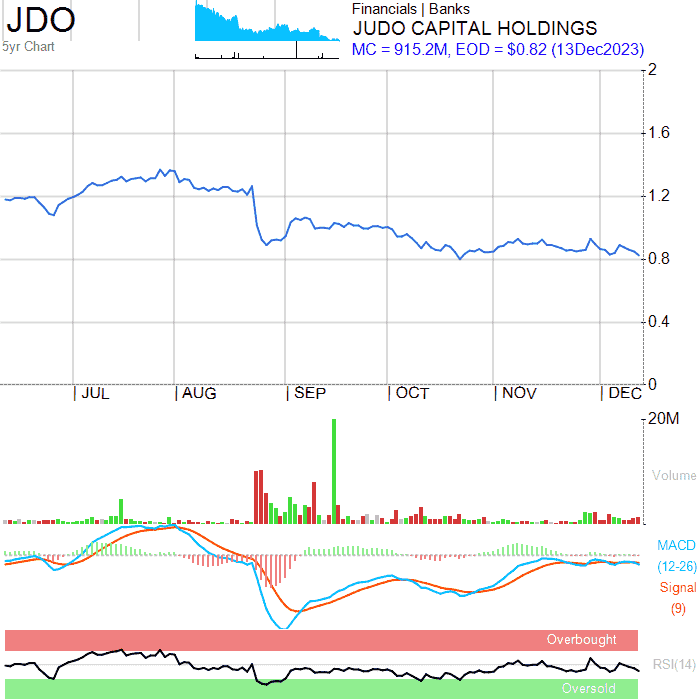 JDO
5yr Chart
Financials | Banks
JUDO CAPITAL HOLDINGS
MC = 915.2M, EOD = $0.82 (13Dec2023)
2
1.6
1.2
0.8
0.4
0
| JUL | AUG | SEP | OCT | NOV | DEC
20M
Volume
MACD
(12-26)
Signal
(9)
Overbought
RSI(14)
Oversold